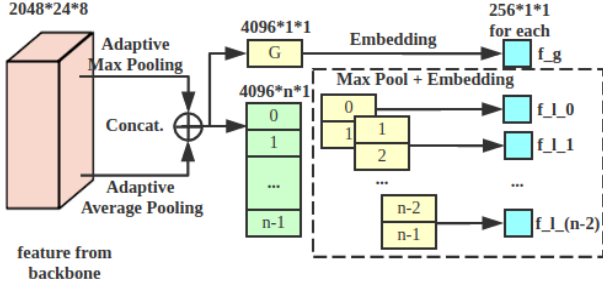 2048*24*8
Adaptive
Max Pooling
Concat.
Adaptive
Average Pooling
feature from
backbone
4096*1*1
G
Embedding
256*1*1
for each
f_g
4096*n*1
0
1
...
n-1
Max Pool + Embedding
0
1
1
2
...
n-2
n-1
f_l_0
f_l_1
...
f_l_(n-2)